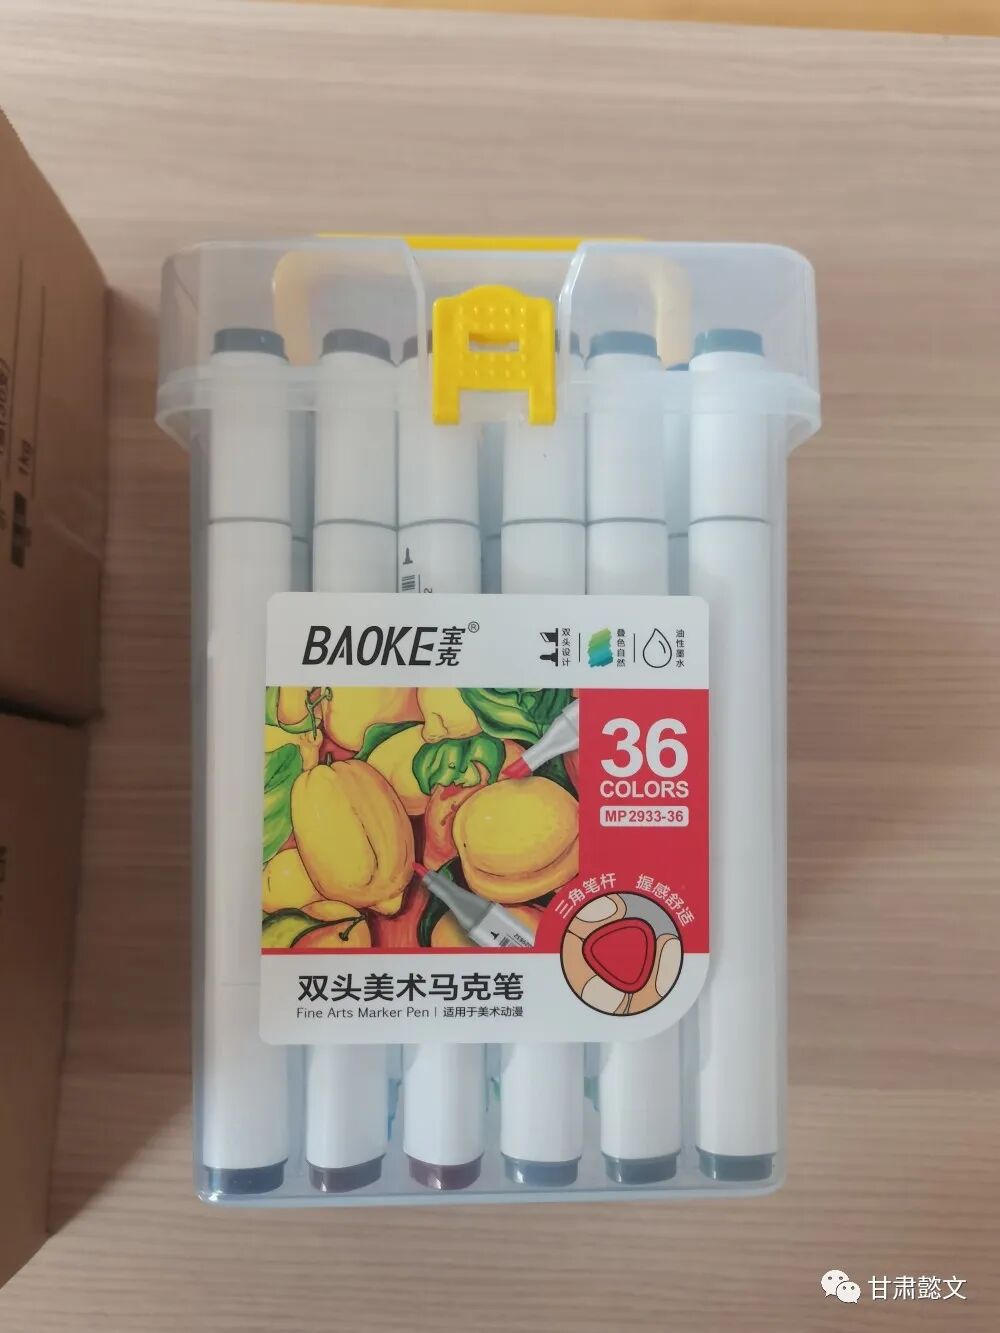 1kg
BAOKE宝克®
双头设计
叠色自然
油性墨水
36
COLORS
MP2933-36
三角笔杆 握感舒适
双头美术马克笔
Fine Arts Marker Pen | 适用于美术动漫
甘肃懿文